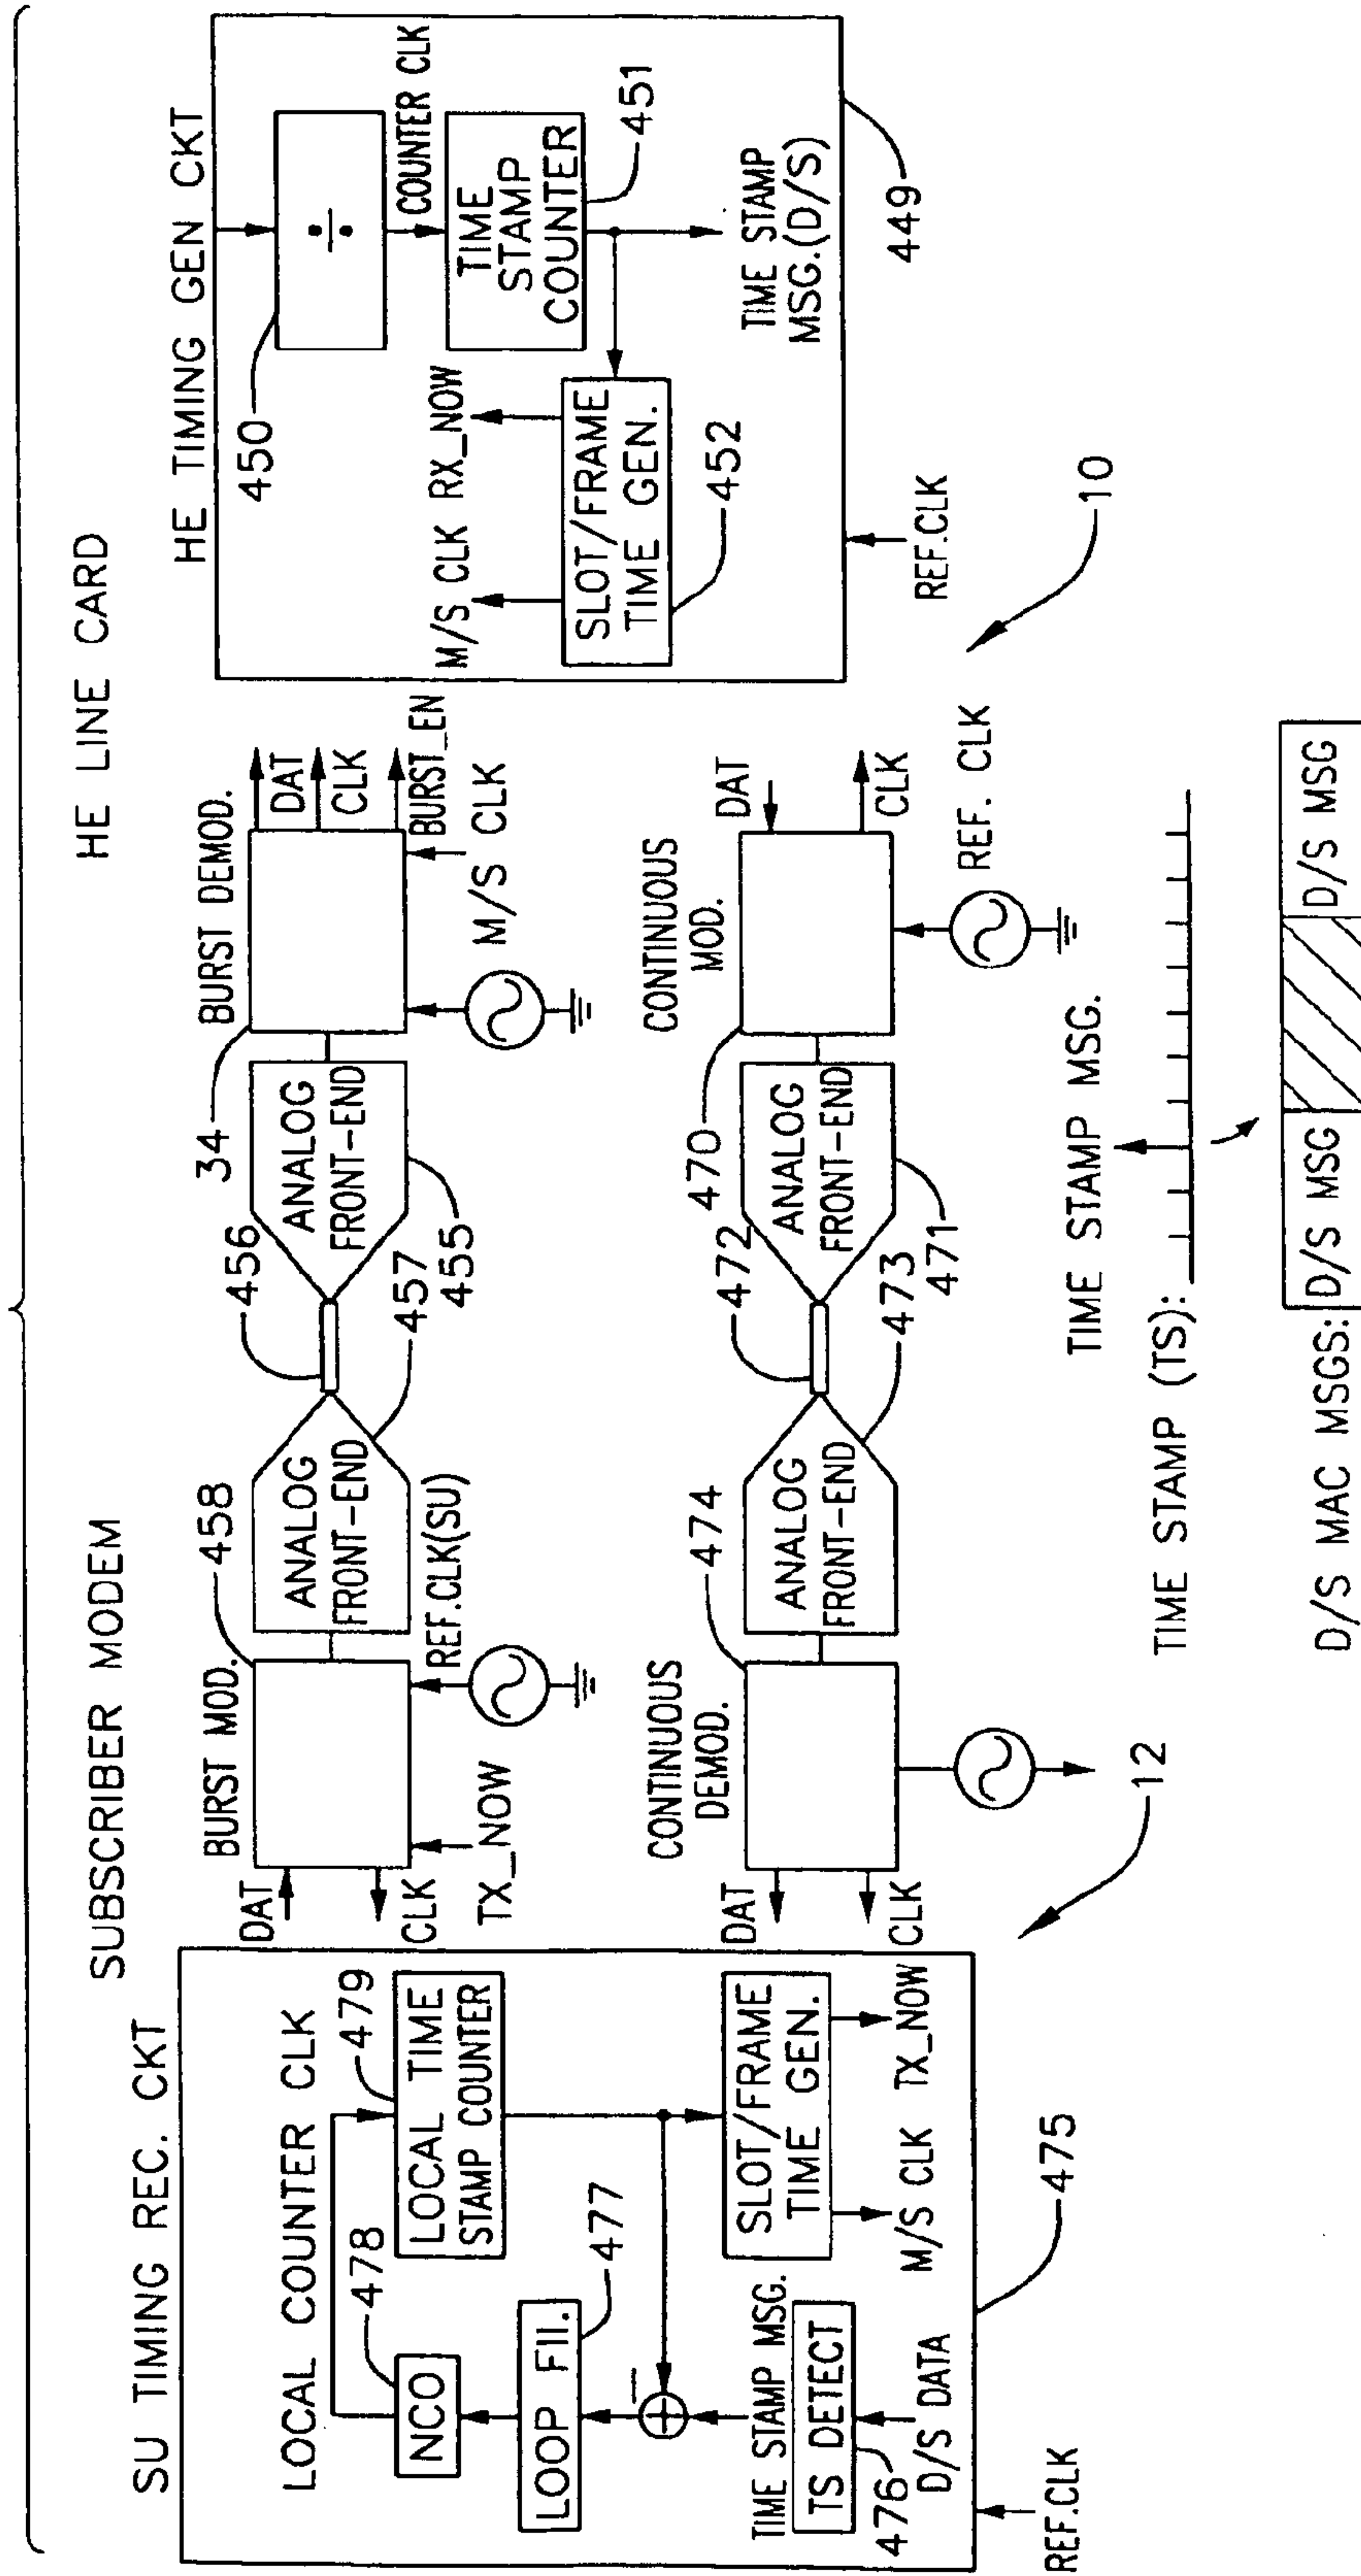 HE LINE CARD
SUBSCRIBER MODEM
HE TIMING GEN CKT
450
÷
COUNTER CLK
TIME
STAMP
COUNTER
451
M/S CLK RX_NOW
SLOT/FRAME
TIME GEN.
452
TIME STAMP
MSG.(D/S)
449
REF.CLK
10
BURST DEMOD.
34
DAT
CLK
BURST_EN
M/S CLK
ANALOG
FRONT-END
455
456
457
ANALOG
FRONT-END
458
BURST MOD.
REF.CLK(SU)
DAT
CLK
TX_NOW
CONTINUOUS
MOD.
470
DAT
CLK
REF. CLK
ANALOG
FRONT-END
471
472
473
ANALOG
FRONT-END
474
CONTINUOUS
DEMOD.
DAT
CLK
12
SU TIMING REC. CKT
LOCAL COUNTER CLK
479
LOCAL TIME
STAMP COUNTER
478
NCO
477
LOOP FIL.
−
TIME STAMP MSG.
TS DETECT
476
D/S DATA
SLOT/FRAME
TIME GEN.
M/S CLK TX_NOW
475
REF.CLK
TIME STAMP MSG.
TIME STAMP (TS):
D/S MAC MSGS:
D/S MSG
D/S MSG